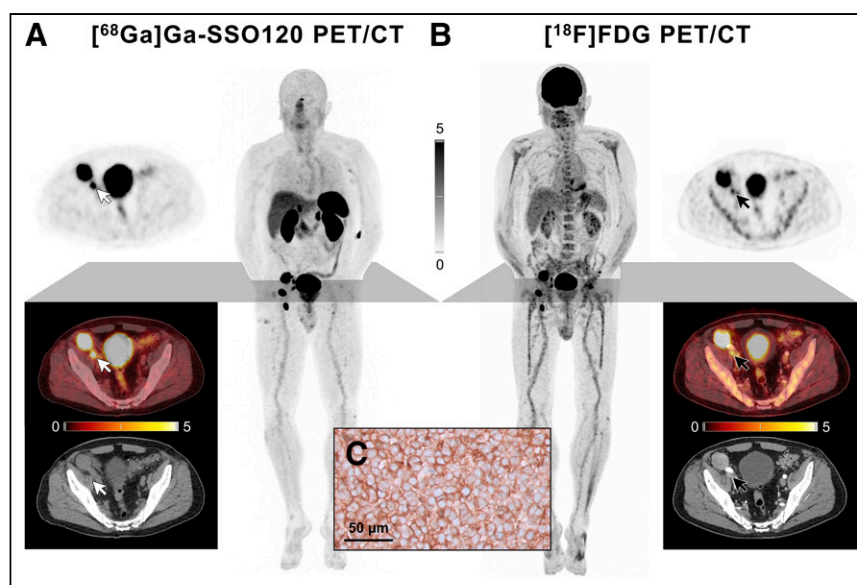 A [⁶⁸Ga]Ga-SSO120 PET/CT
B [¹⁸F]FDG PET/CT
5
0
0 5
0 5
C
50 µm